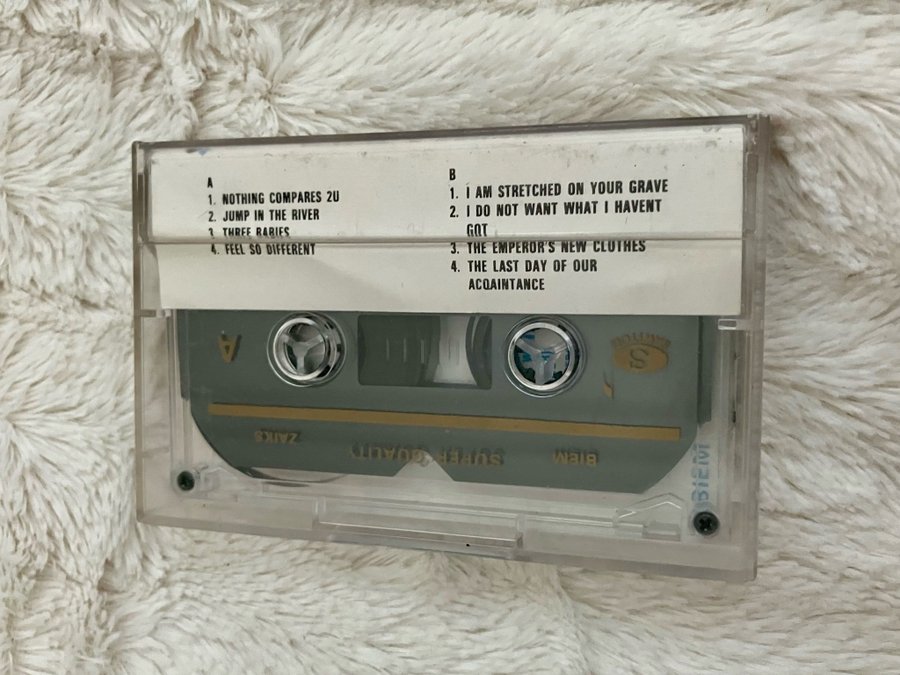 A
1. NOTHING COMPARES 2U
2. JUMP IN THE RIVER
3. THREE BABIES
4. FEEL SO DIFFERENT
B
1. I AM STRETCHED ON YOUR GRAVE
2. I DO NOT WANT WHAT I HAVENT
GOT
3. THE EMPEROR'S NEW CLOTHES
4. THE LAST DAY OF OUR
ACQAINTANCE
A
S
ZAIKS
SUPER QUALITY
BIEM
BIEM